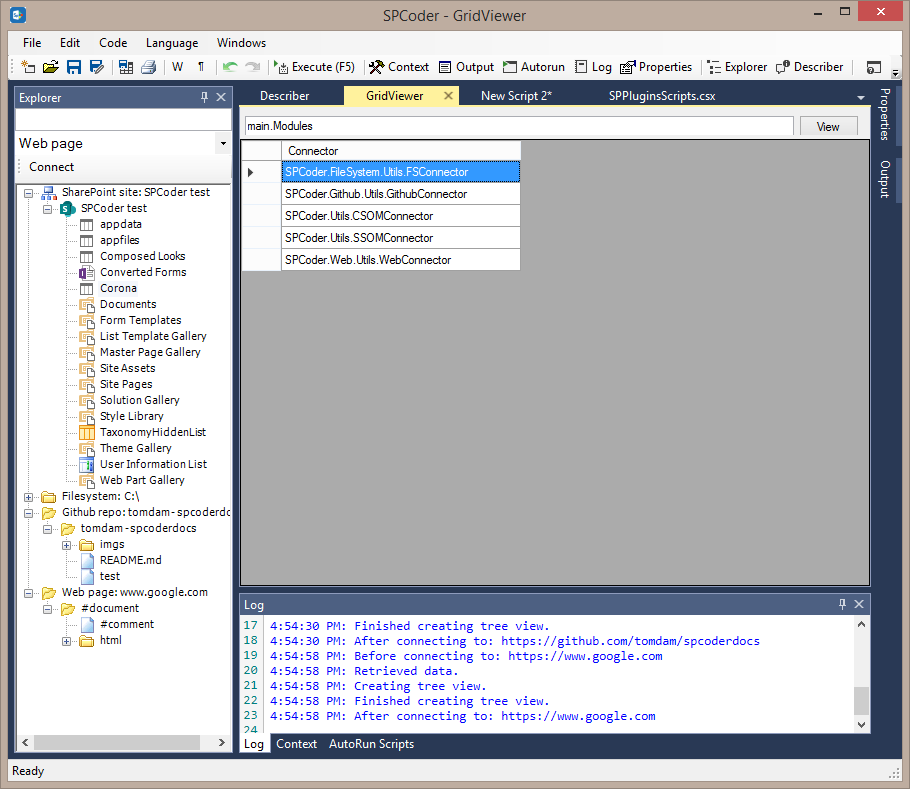 SPCoder - GridViewer
File Edit Code Language Windows
W ¶ Execute (F5) Context Output Autorun Log Properties Explorer Describer
Explorer
Web page
Connect
SharePoint site: SPCoder test
SPCoder test
appdata
appfiles
Composed Looks
Converted Forms
Corona
Documents
Form Templates
List Template Gallery
Master Page Gallery
Site Assets
Site Pages
Solution Gallery
Style Library
TaxonomyHiddenList
Theme Gallery
User Information List
Web Part Gallery
Filesystem: C:\
Github repo: tomdam-spcoderdc
tomdam-spcoderdocs
imgs
README.md
test
Web page: www.google.com
#document
#comment
html
Describer GridViewer New Script 2* SPPluginsScripts.csx
main.Modules View
Connector
SPCoder.FileSystem.Utils.FSConnector
SPCoder.Github.Utils.GithubConnector
SPCoder.Utils.CSOMConnector
SPCoder.Utils.SSOMConnector
SPCoder.Web.Utils.WebConnector
Properties
Output
Log
17 4:54:30 PM: Finished creating tree view.
18 4:54:30 PM: After connecting to: https://github.com/tomdam/spcoderdocs
19 4:54:58 PM: Before connecting to: https://www.google.com
20 4:54:58 PM: Retrieved data.
21 4:54:58 PM: Creating tree view.
22 4:54:58 PM: Finished creating tree view.
23 4:54:58 PM: After connecting to: https://www.google.com
24
Log Context AutoRun Scripts
Ready